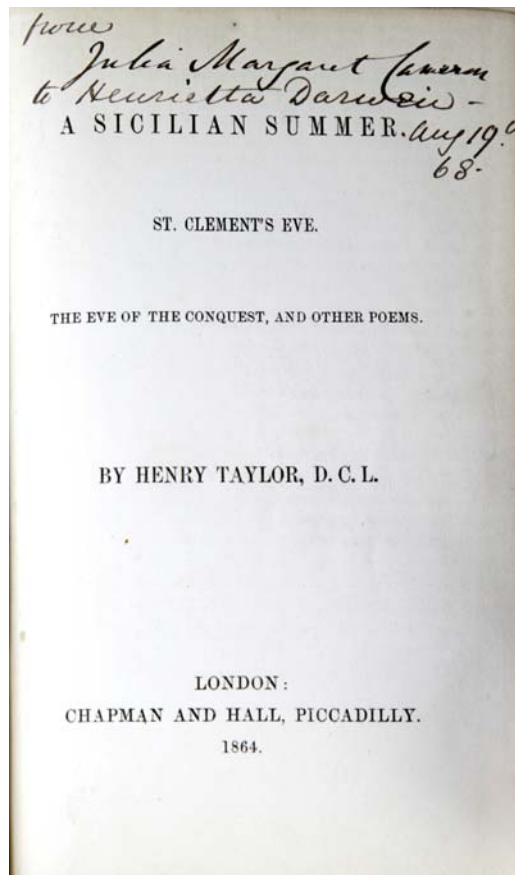 from
Julia Margaret Cameron
to Henrietta Darwin -
A SICILIAN SUMMER.
Aug 19.
68.
ST. CLEMENT'S EVE.
THE EVE OF THE CONQUEST, AND OTHER POEMS.
BY HENRY TAYLOR, D.C.L.
LONDON:
CHAPMAN AND HALL, PICCADILLY.
1864.